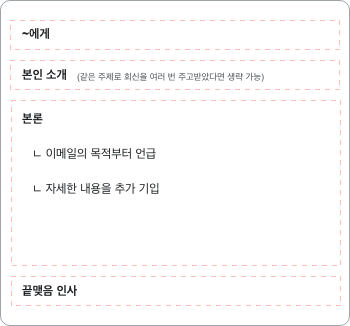 ~에게
본인 소개 (같은 주제로 회신을 여러 번 주고받았다면 생략 가능)
본론
ㄴ 이메일의 목적부터 언급
ㄴ 자세한 내용을 추가 기입
끝맺음 인사